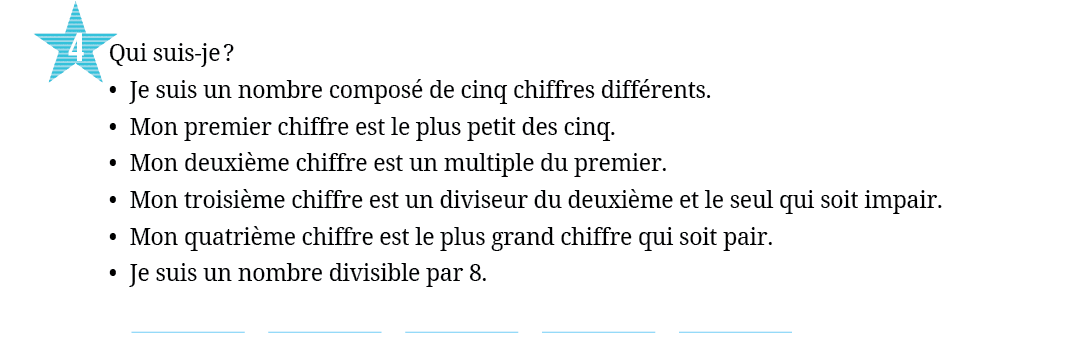 4
Qui suis-je ?
• Je suis un nombre composé de cinq chiffres différents.
• Mon premier chiffre est le plus petit des cinq.
• Mon deuxième chiffre est un multiple du premier.
• Mon troisième chiffre est un diviseur du deuxième et le seul qui soit impair.
• Mon quatrième chiffre est le plus grand chiffre qui soit pair.
• Je suis un nombre divisible par 8.